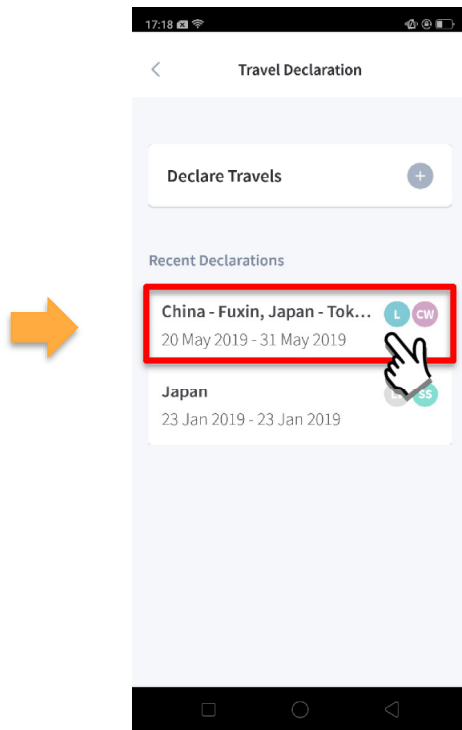 17:18
Travel Declaration
Declare Travels
Recent Declarations
China - Fuxin, Japan - Tok...
L CW
20 May 2019 - 31 May 2019
Japan
SS
23 Jan 2019 - 23 Jan 2019